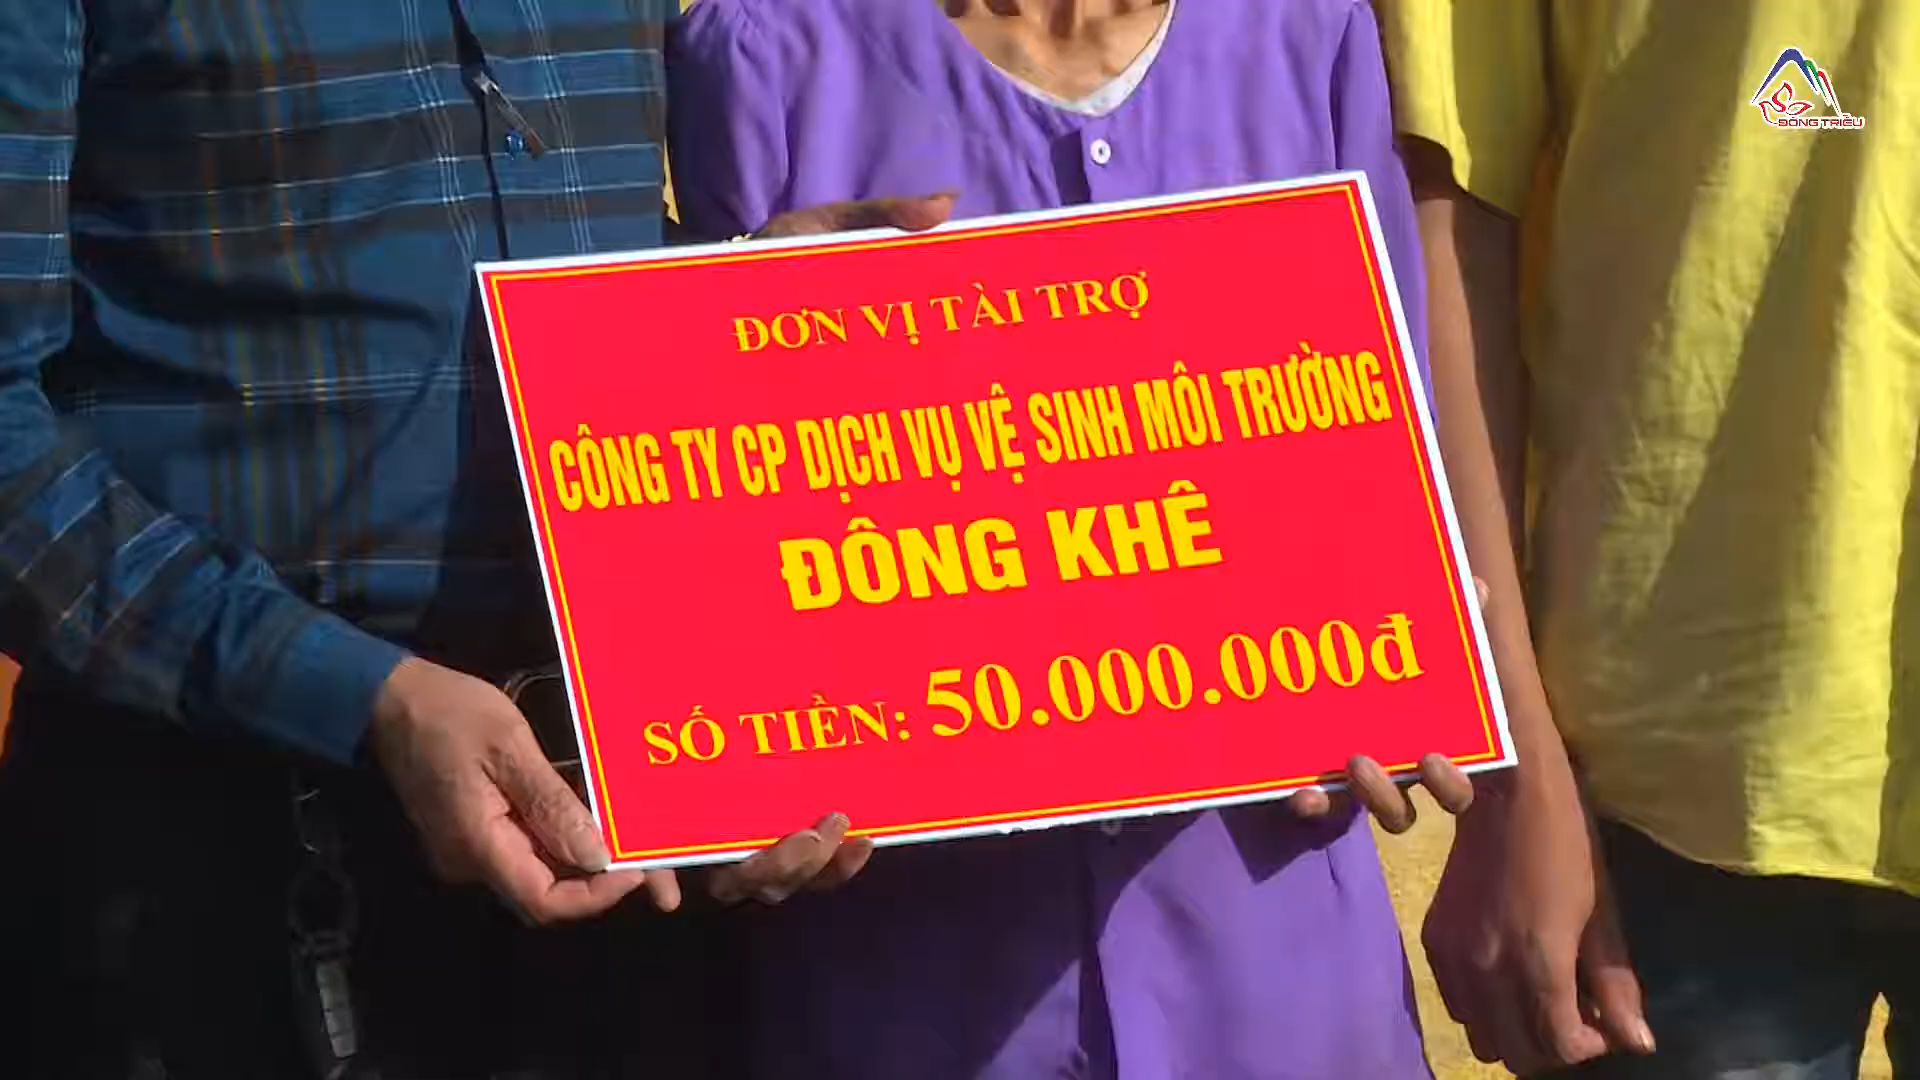 ĐÔNG TRIỀU
ĐƠN VỊ TÀI TRỢ
CÔNG TY CP DỊCH VỤ VỆ SINH MÔI TRƯỜNG
ĐÔNG KHÊ
SỐ TIỀN: 50.000.000đ